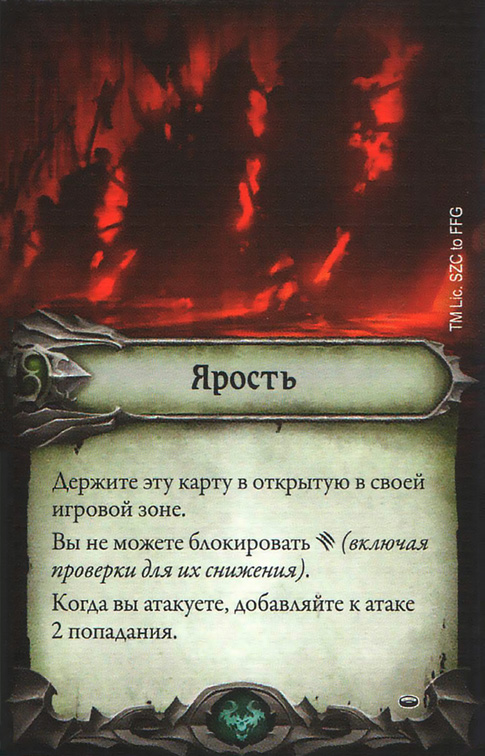 TM Lic. SZC to FFG
Ярость
Держите эту карту в открытую в своей
игровой зоне.
Вы не можете блокировать (включая
проверки для их снижения).
Когда вы атакуете, добавляйте к атаке
2 попадания.